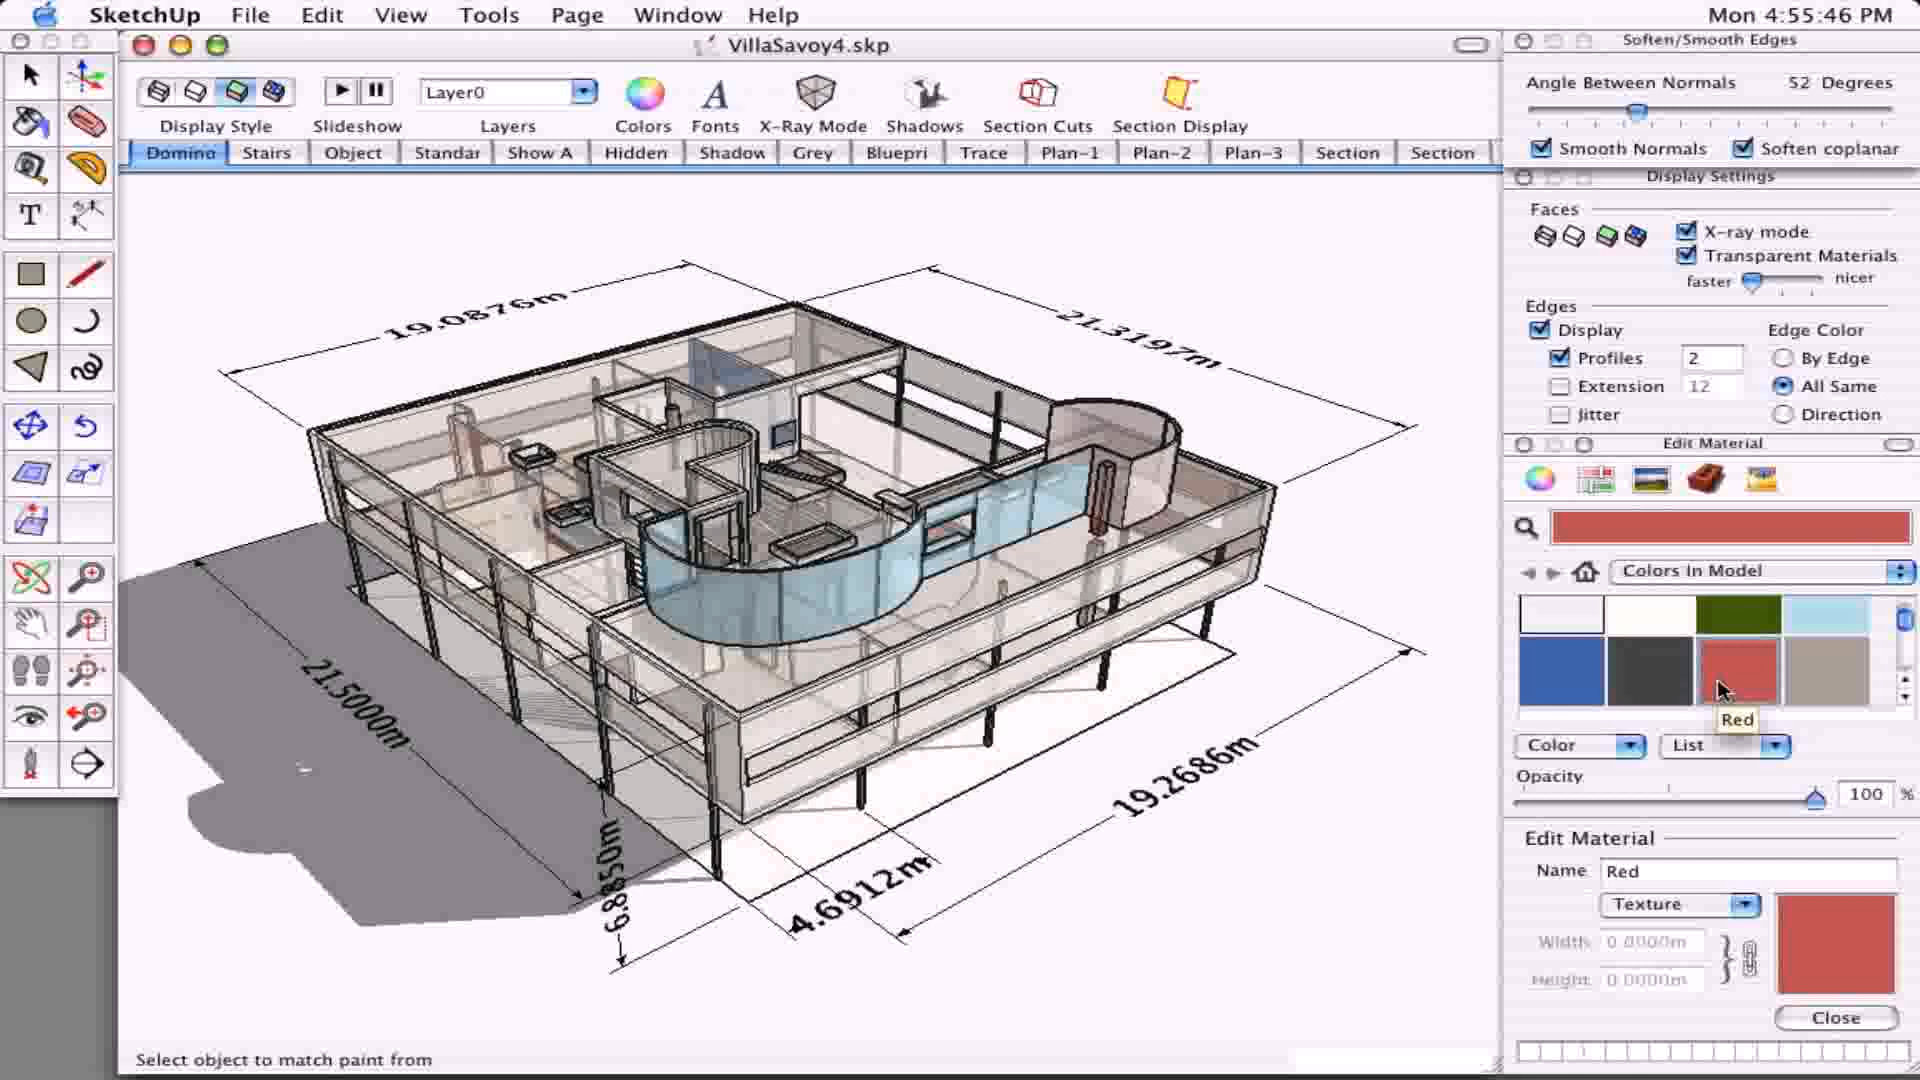 SketchUp File Edit View Tools Page Window Help Mon 4:55:46 PM
VillaSavoy4.skp
Layer0
Display Style Slideshow Layers Colors Fonts X-Ray Mode Shadows Section Cuts Section Display
Domino Stairs Object Standar Show A Hidden Shadow Grey Bluepri Trace Plan-1 Plan-2 Plan-3 Section Section
T
19.0876m
21.3197m
21.5000m
6.8850m
4.6912m
19.2686m
Select object to match paint from
Soften/Smooth Edges
Angle Between Normals 52 Degrees
Smooth Normals Soften coplanar
Display Settings
Faces
X-ray mode
Transparent Materials
faster nicer
Edges
Display Edge Color
Profiles 2 By Edge
Extension 12 All Same
Jitter Direction
Edit Material
Colors In Model
Red
Color List
Opacity
100 %
Edit Material
Name Red
Texture
Width: 0.0000m
Height: 0.0000m
Close